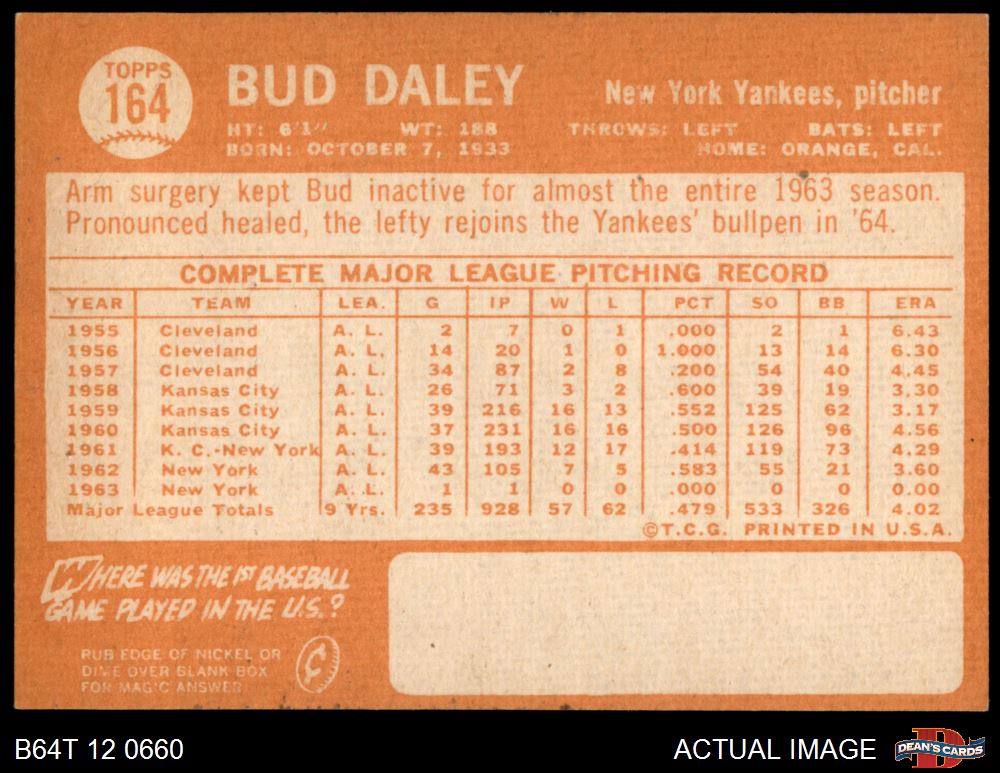 TOPPS
164
BUD DALEY
New York Yankees, pitcher
HT: 6'1" WT: 188 THROWS: LEFT BATS: LEFT
BORN: OCTOBER 7, 1933 HOME: ORANGE, CAL.
Arm surgery kept Bud inactive for almost the entire 1963 season.
Pronounced healed, the lefty rejoins the Yankees' bullpen in '64.
COMPLETE MAJOR LEAGUE PITCHING RECORD
YEAR TEAM LEA. G IP W L PCT SO BB ERA
1955 Cleveland A. L. 2 7 0 1 .000 2 1 6.43
1956 Cleveland A. L. 14 20 1 0 1.000 13 14 6.30
1957 Cleveland A. L. 34 87 2 8 .200 54 40 4.45
1958 Kansas City A. L. 26 71 3 2 .600 39 19 3.30
1959 Kansas City A. L. 39 216 16 13 .552 125 62 3.17
1960 Kansas City A. L. 37 231 16 16 .500 126 96 4.56
1961 K. C.-New York A. L. 39 193 12 17 .414 119 73 4.29
1962 New York A. L. 43 105 7 5 .583 55 21 3.60
1963 New York A. L. 1 1 0 0 .000 0 0 0.00
Major League Totals 9 Yrs. 235 928 57 62 .479 533 326 4.02
©T.C.G. PRINTED IN U.S.A.
WHERE WAS THE 1ST BASEBALL
GAME PLAYED IN THE U.S.?
RUB EDGE OF NICKEL OR
DIME OVER BLANK BOX
FOR MAGIC ANSWER
¢
B64T 12 0660
ACTUAL IMAGE
D
DEAN'S CARDS